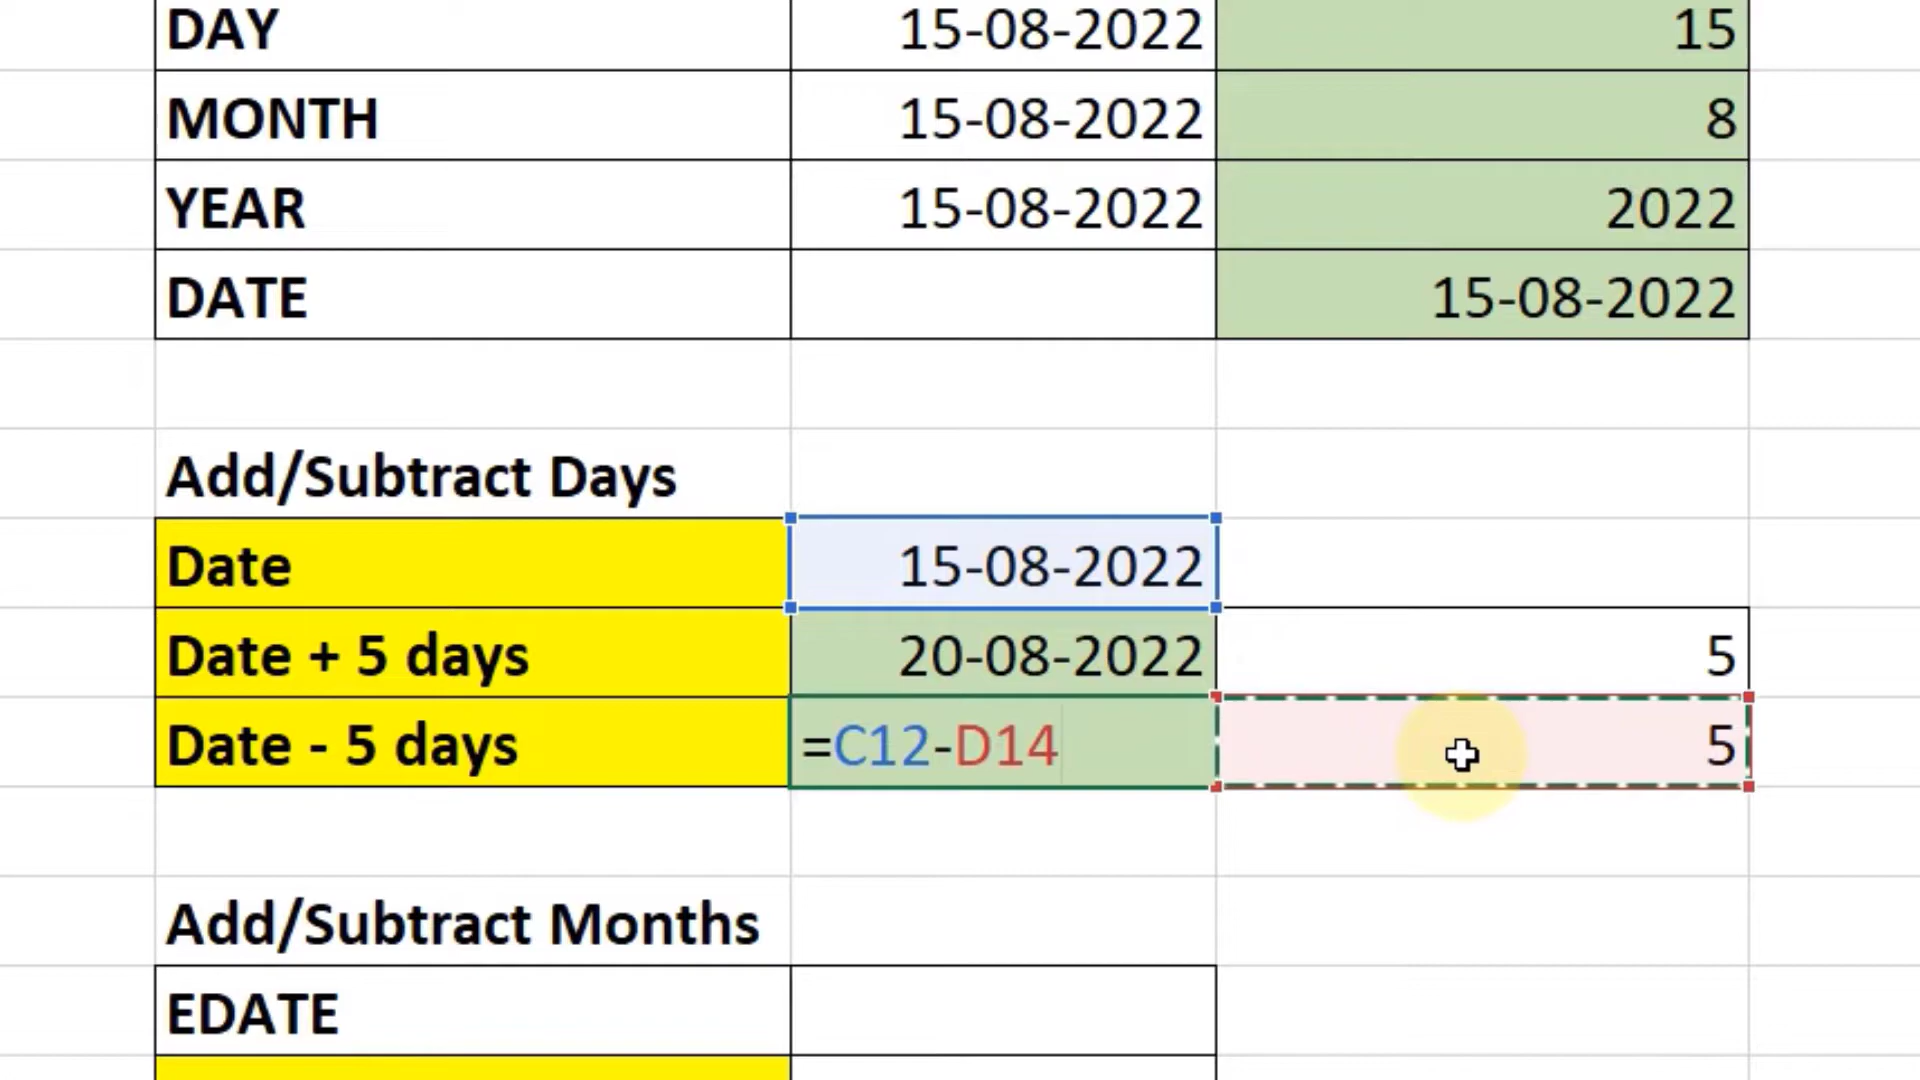 DAY 15-08-2022 15
MONTH 15-08-2022 8
YEAR 15-08-2022 2022
DATE 15-08-2022
Add/Subtract Days
Date 15-08-2022
Date + 5 days 20-08-2022 5
Date - 5 days =C12-D14 5
Add/Subtract Months
EDATE